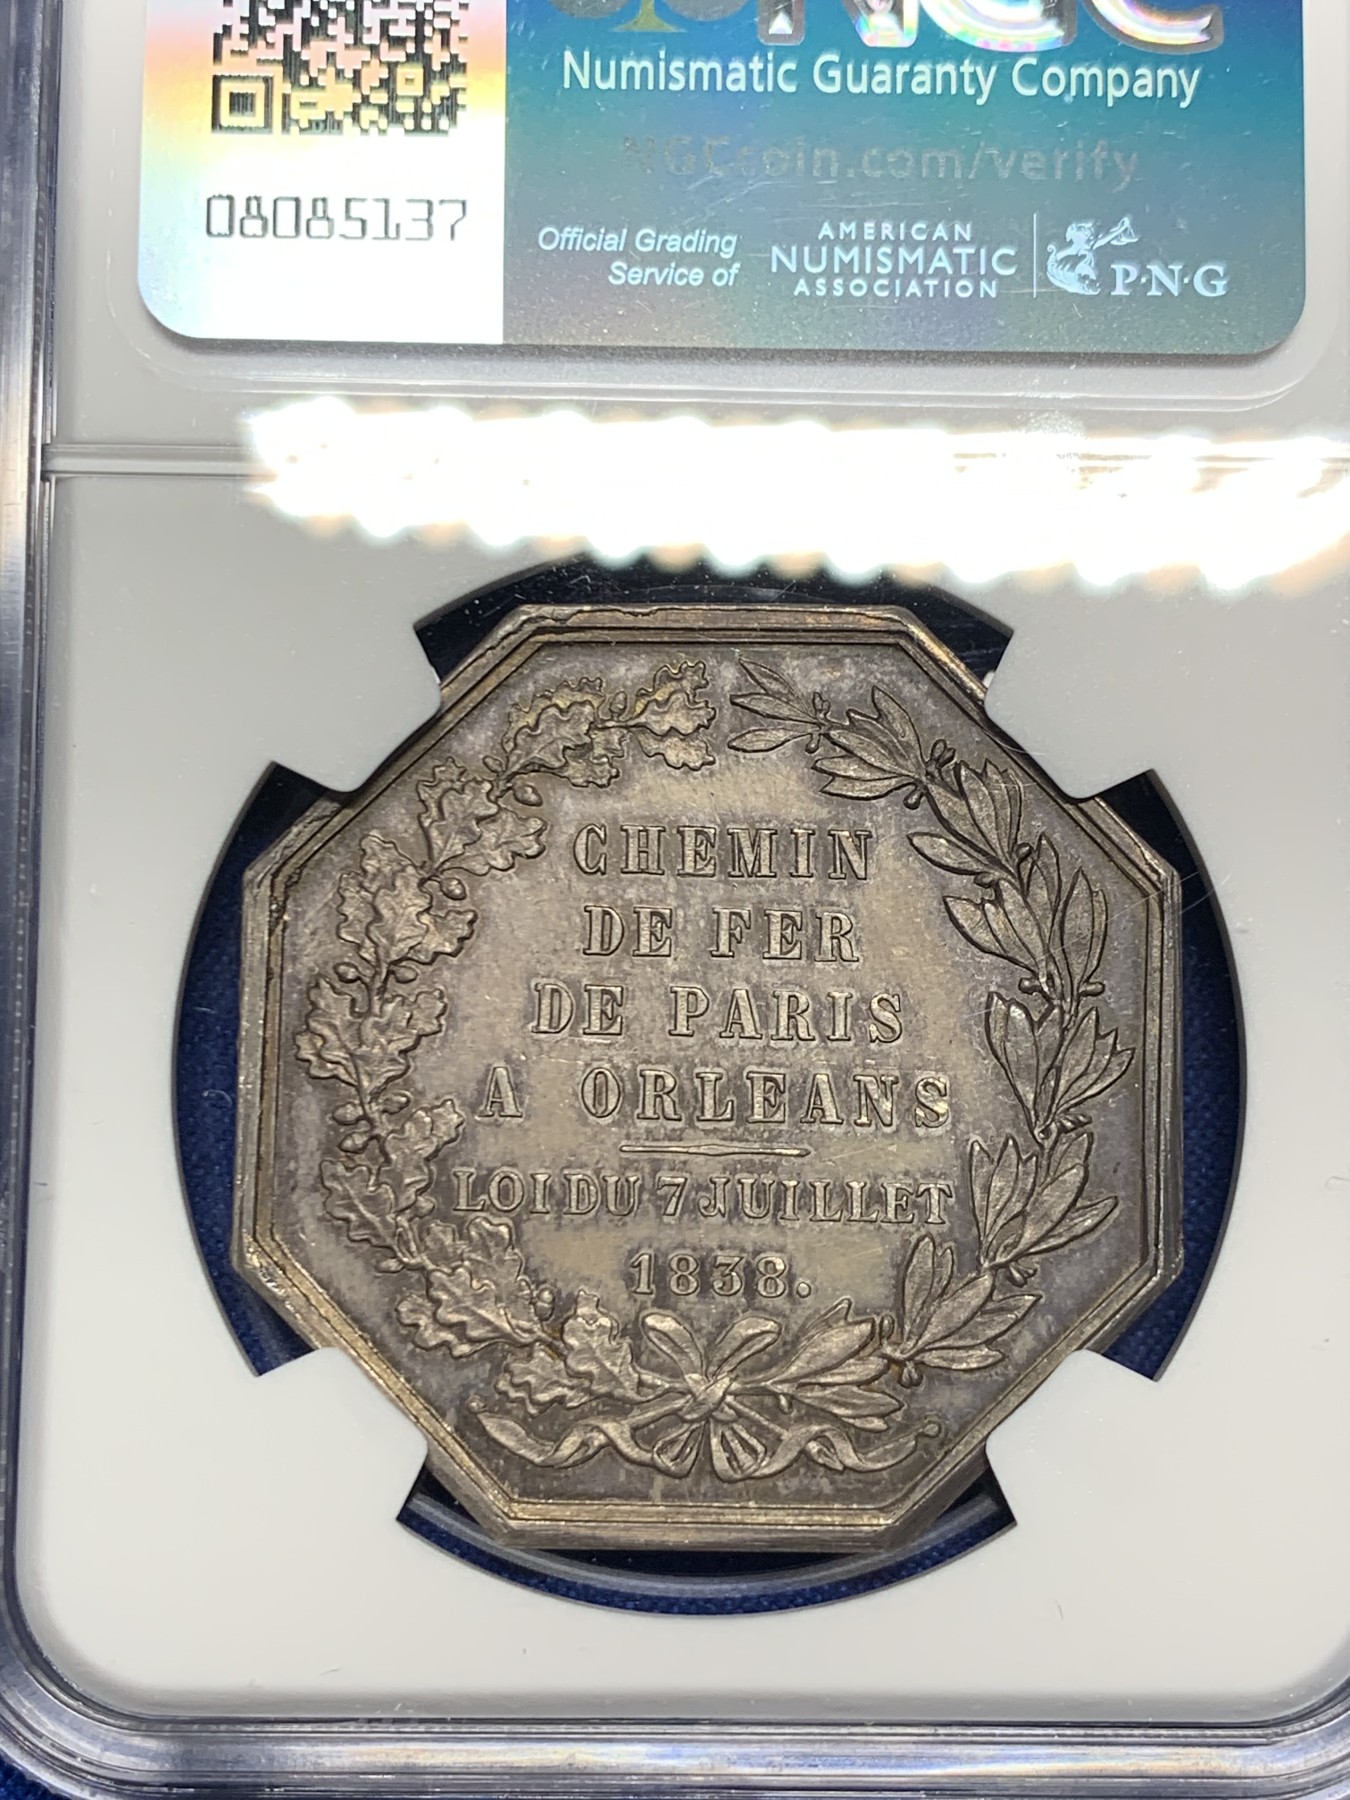 NGC
Numismatic Guaranty Company
NGCcoin.com/verify
08085137
Official Grading
Service of
AMERICAN
NUMISMATIC
ASSOCIATION
P·N·G
CHEMIN
DE FER
DE PARIS
A ORLEANS
LOI DU 7 JUILLET
1838.